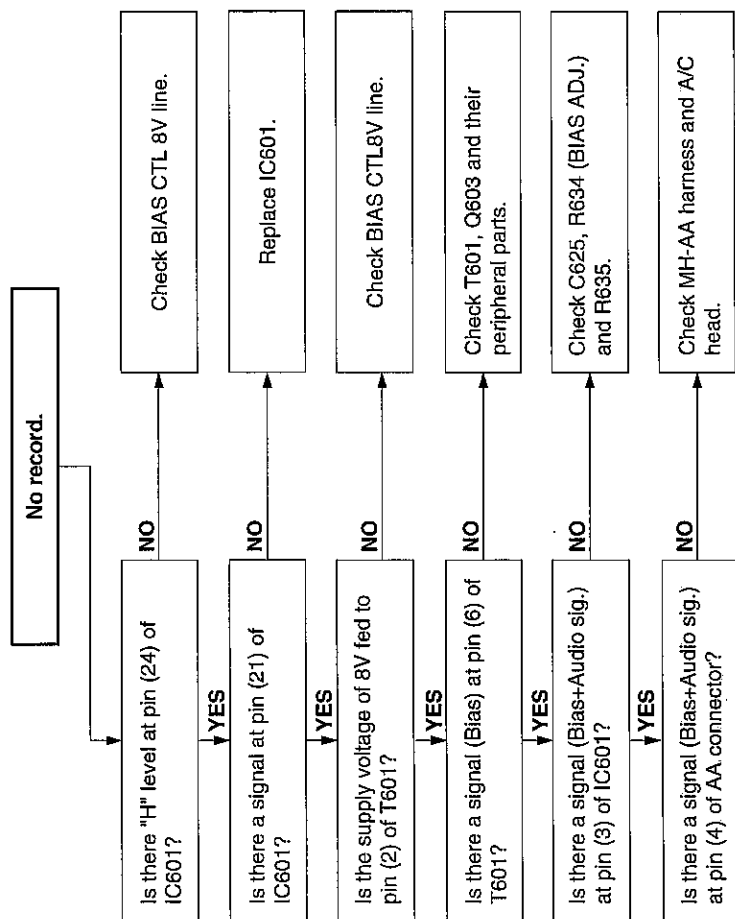 No record.
Is there "H" level at pin (24) of
IC601?
NO
Check BIAS CTL 8V line.
YES
Is there a signal at pin (21) of
IC601?
NO
Replace IC601.
YES
Is the supply voltage of 8V fed to
pin (2) of T601?
NO
Check BIAS CTL8V line.
YES
Is there a signal (Bias) at pin (6) of
T601?
NO
Check T601, Q603 and their
peripheral parts.
YES
Is there a signal (Bias+Audio sig.)
at pin (3) of IC601?
NO
Check C625, R634 (BIAS ADJ.)
and R635.
YES
Is there a signal (Bias+Audio sig.)
at pin (4) of AA connector?
NO
Check MH-AA harness and A/C
head.